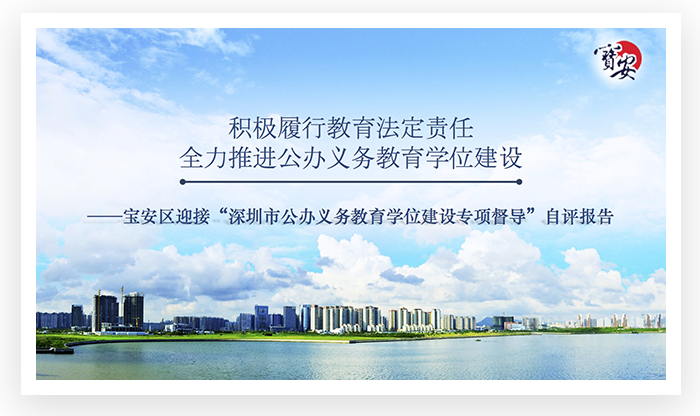 寳安
积极履行教育法定责任
全力推进公办义务教育学位建设
——宝安区迎接“深圳市公办义务教育学位建设专项督导”自评报告